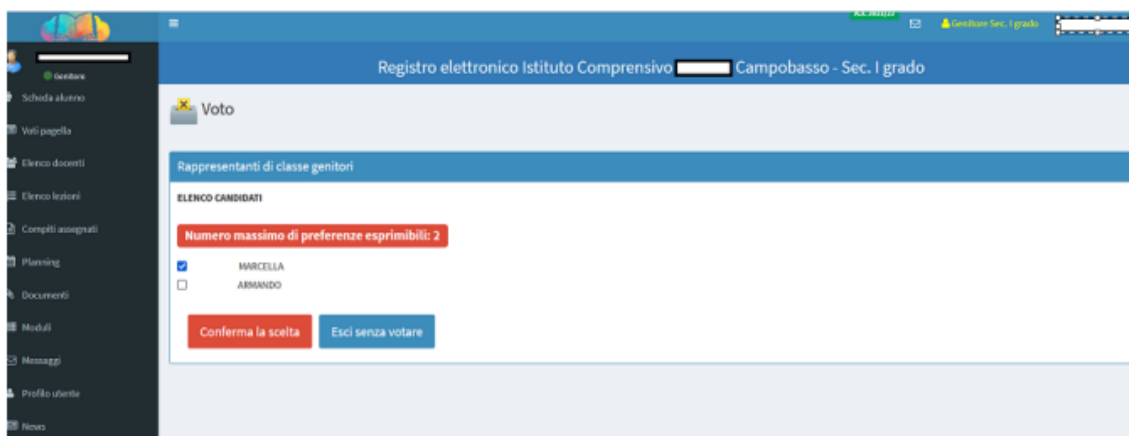 Genitore Sec. I grado
Genitore
Registro elettronico Istituto Comprensivo Campobasso - Sec. I grado
Scheda alunno
Voti pagella
Elenco docenti
Elenco lezioni
Compiti assegnati
Planning
Documenti
Moduli
Messaggi
Profilo utente
News
Voto
Rappresentanti di classe genitori
ELENCO CANDIDATI
Numero massimo di preferenze esprimibili: 2
MARCELLA
ARMANDO
Conferma la scelta
Esci senza votare